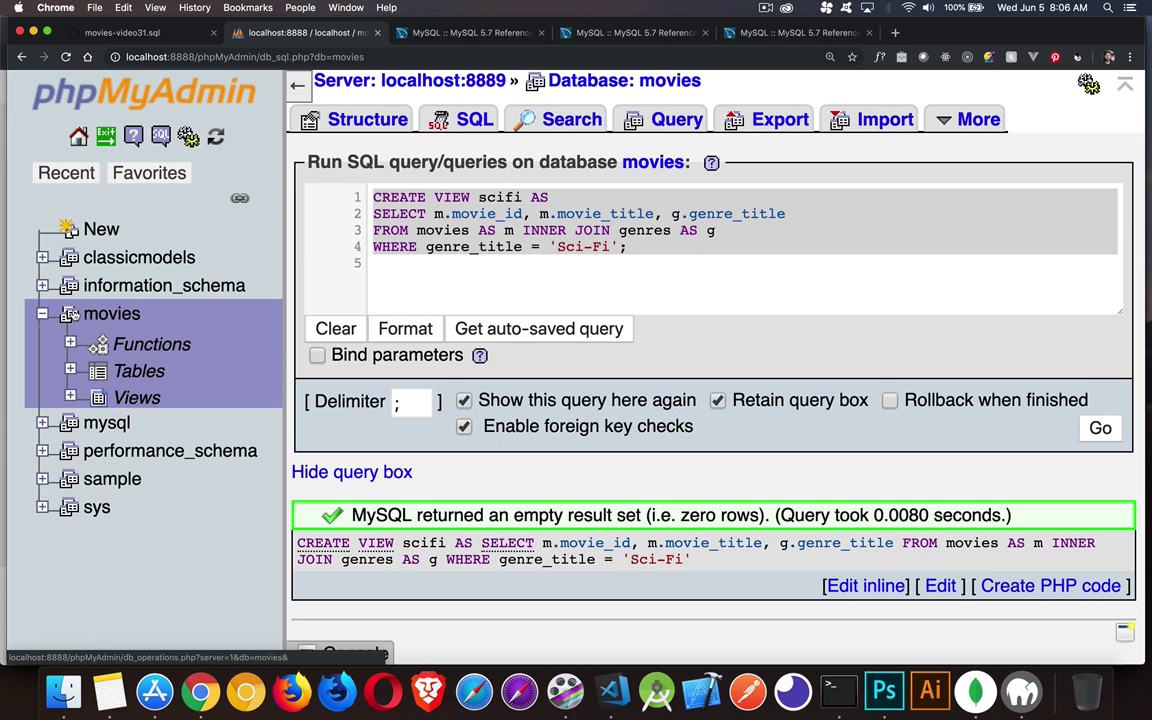 Chrome File Edit View History Bookmarks People Window Help 100% Wed Jun 5 8:06 AM
movies-video31.sql × localhost:8888 / localhost / mo × MySQL :: MySQL 5.7 Referenc × MySQL :: MySQL 5.7 Referenc × MySQL :: MySQL 5.7 Referenc × +
localhost:8888/phpMyAdmin/db_sql.php?db=movies
phpMyAdmin
Recent Favorites
New
classicmodels
information_schema
movies
Functions
Tables
Views
mysql
performance_schema
sample
sys
Server: localhost:8889 » Database: movies
Structure SQL Search Query Export Import More
Run SQL query/queries on database movies:
1 CREATE VIEW scifi AS
2 SELECT m.movie_id, m.movie_title, g.genre_title
3 FROM movies AS m INNER JOIN genres AS g
4 WHERE genre_title = 'Sci-Fi';
5
Clear Format Get auto-saved query
Bind parameters
[ Delimiter ; ] Show this query here again Retain query box Rollback when finished
Enable foreign key checks
Go
Hide query box
MySQL returned an empty result set (i.e. zero rows). (Query took 0.0080 seconds.)
CREATE VIEW scifi AS SELECT m.movie_id, m.movie_title, g.genre_title FROM movies AS m INNER
JOIN genres AS g WHERE genre_title = 'Sci-Fi'
[Edit inline] [ Edit ] [ Create PHP code ]
Console
localhost:8888/phpMyAdmin/db_operations.php?server=1&db=movies&
Ps Ai